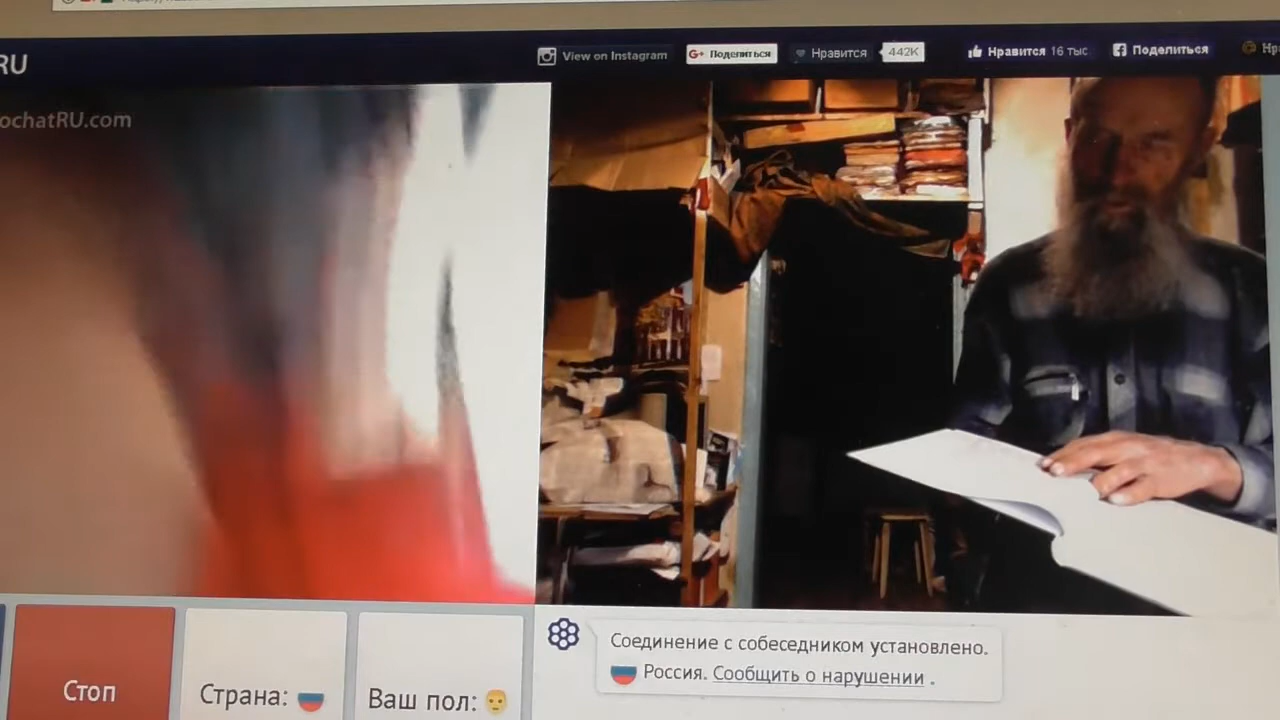 RU
View on Instagram
G+ Поделиться
Нравится
442K
Нравится 16 тыс.
Поделиться
ochatRU.com
Соединение с собеседником установлено.
Россия. Сообщить о нарушении .
Стоп
Страна:
Ваш пол: